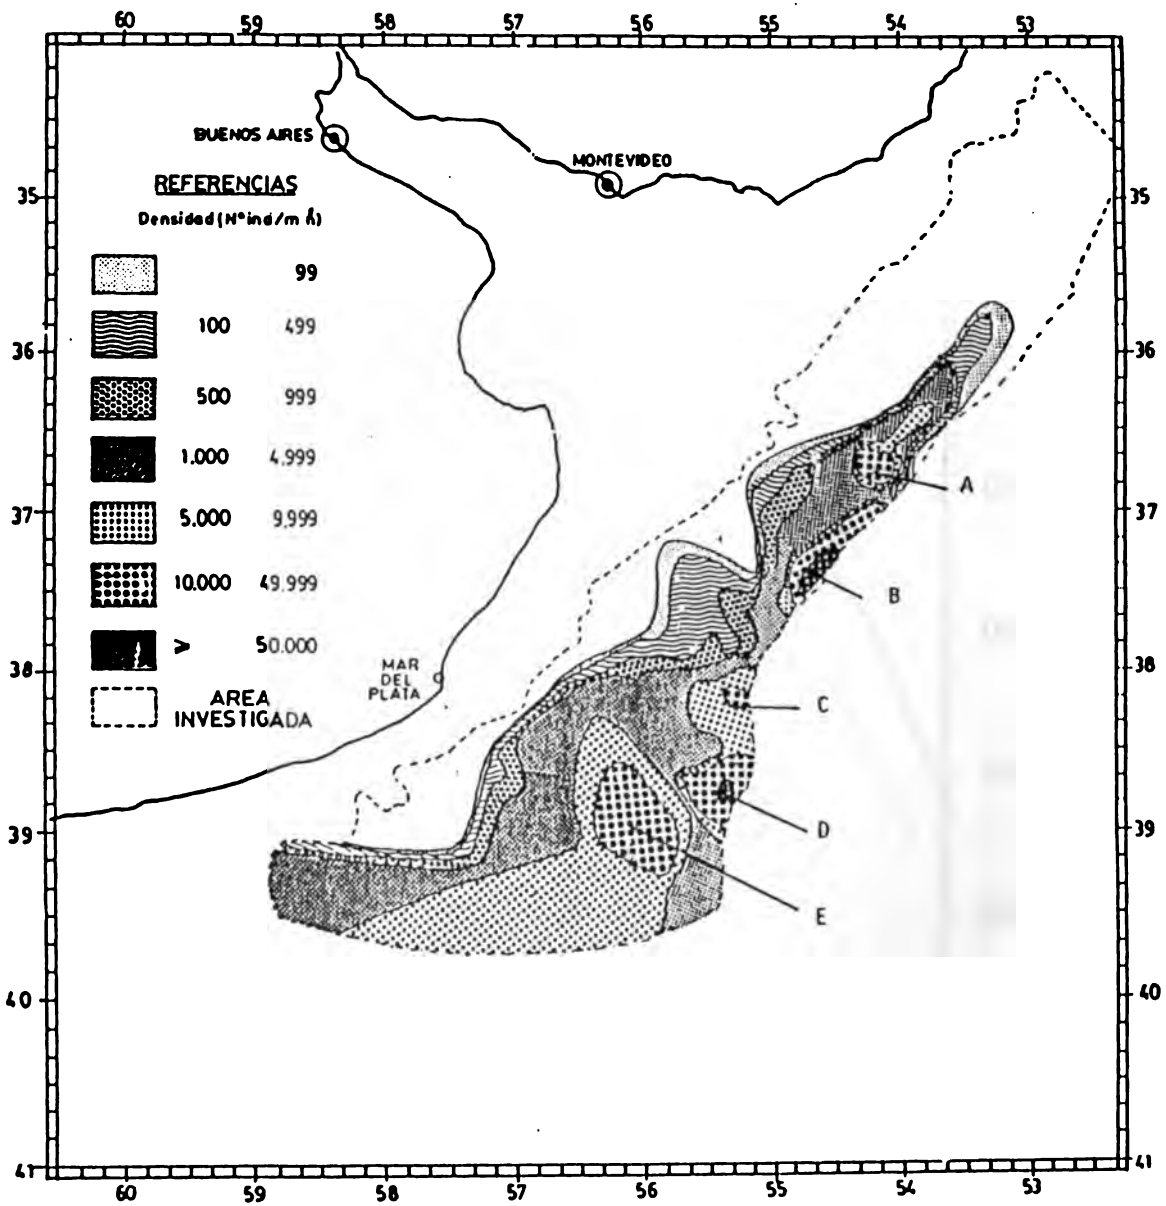 60 59 58 57 56 55 54 53
BUENOS AIRES
MONTEVIDEO
REFERENCIAS
Densidad (Nº ind/m h)
99
100 499
500 999
1.000 4.999
5.000 9.999
10.000 49.999
≥ 50.000
AREA
INVESTIGADA
MAR
DEL
PLATA
A
B
C
D
E
35 35
36 36
37 37
38 38
39 39
40 40
41 41
60 59 58 57 56 55 54 53